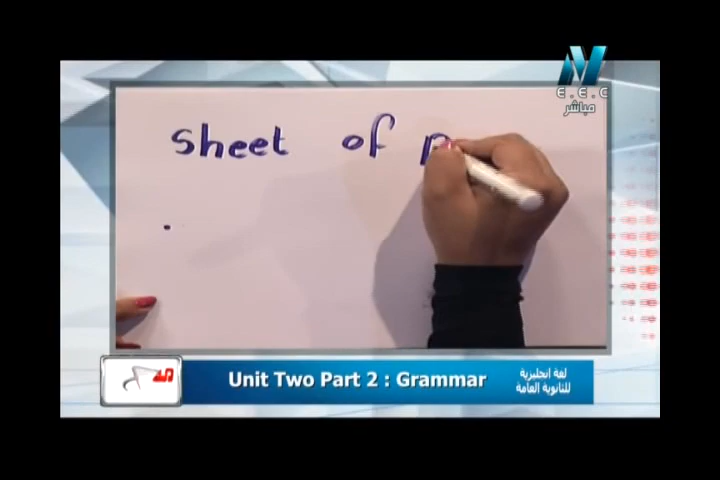 E.E.C
مباشر
sheet of p
Unit Two Part 2 : Grammar
لغة انجليزية
للثانوية العامة